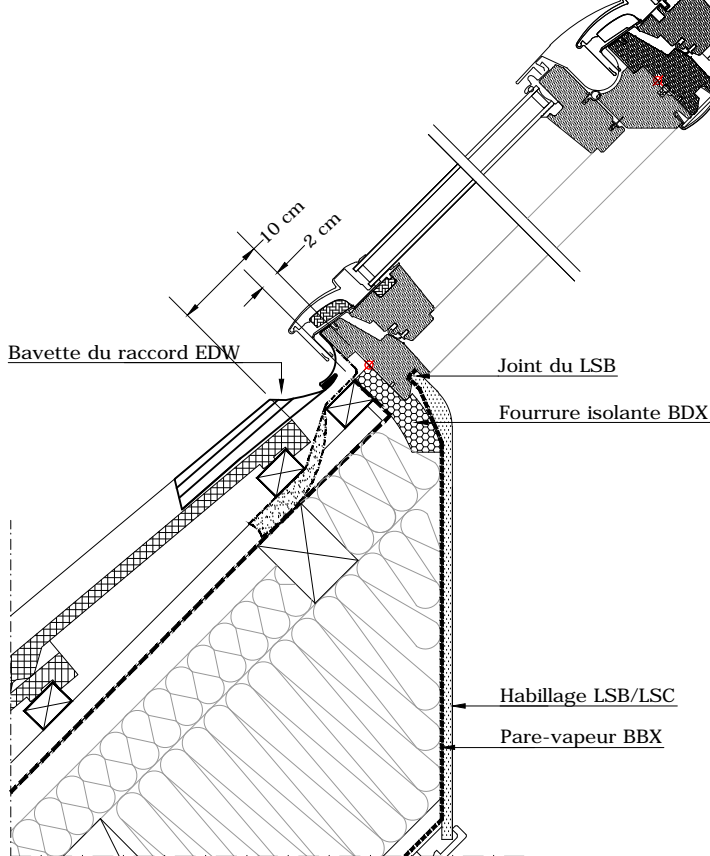 10 cm
2 cm
Bavette du raccord EDW
Joint du LSB
Fourrure isolante BDX
Habillage LSB/LSC
Pare-vapeur BBX